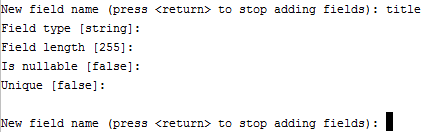 New field name (press <return> to stop adding fields): title
Field type [string]:
Field length [255]:
Is nullable [false]:
Unique [false]:
New field name (press <return> to stop adding fields):